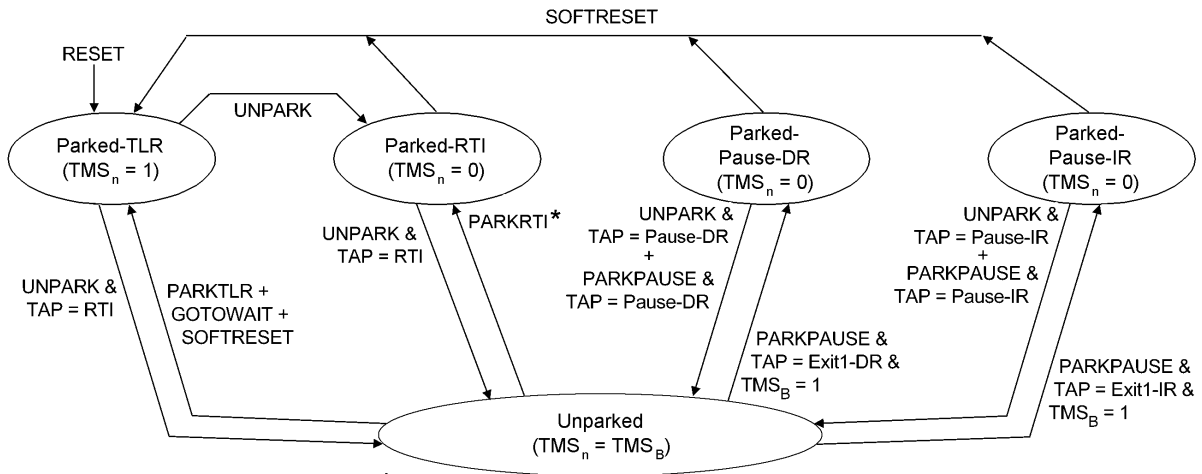 SOFTRESET
RESET
UNPARK
Parked-TLR
(TMSn = 1)
Parked-RTI
(TMSn = 0)
Parked-
Pause-DR
(TMSn = 0)
Parked-
Pause-IR
(TMSn = 0)
UNPARK &
TAP = RTI
PARKTLR +
GOTOWAIT +
SOFTRESET
UNPARK &
TAP = RTI
PARKRTI*
UNPARK &
TAP = Pause-DR
+
PARKPAUSE &
TAP = Pause-DR
PARKPAUSE &
TAP = Exit1-DR &
TMSB = 1
UNPARK &
TAP = Pause-IR
+
PARKPAUSE &
TAP = Pause-IR
PARKPAUSE &
TAP = Exit1-IR &
TMSB = 1
Unparked
(TMSn = TMSB)